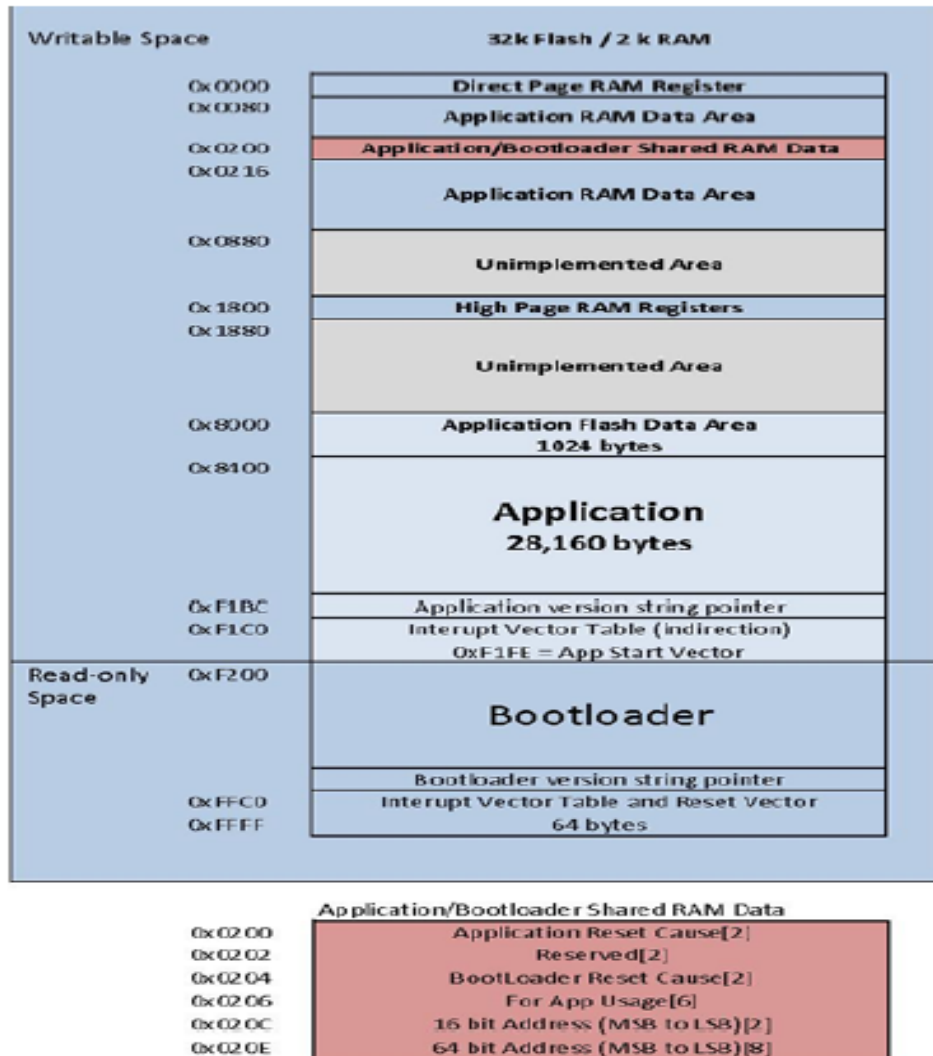 Writable Space 32k Flash / 2 k RAM
0x0000 Direct Page RAM Register
0x0080 Application RAM Data Area
0x0200 Application/Bootloader Shared RAM Data
0x0216 Application RAM Data Area
0x0880 Unimplemented Area
0x1800 High Page RAM Registers
0x1880 Unimplemented Area
0x8000 Application Flash Data Area
1024 bytes
0x8400 Application
28,160 bytes
0xF1BC Application version string pointer
0xF1C0 Interupt Vector Table (indirection)
0xF1FE = App Start Vector
Read-only 0xF200
Space
Bootloader
Bootloader version string pointer
0xFFC0 Interupt Vector Table and Reset Vector
0xFFFF 64 bytes
Application/Bootloader Shared RAM Data
0x0200 Application Reset Cause[2]
0x0202 Reserved[2]
0x0204 BootLoader Reset Cause[2]
0x0206 For App Usage[6]
0x020C 16 bit Address (MSB to LSB)[2]
0x020E 64 bit Address (MSB to LSB)[8]